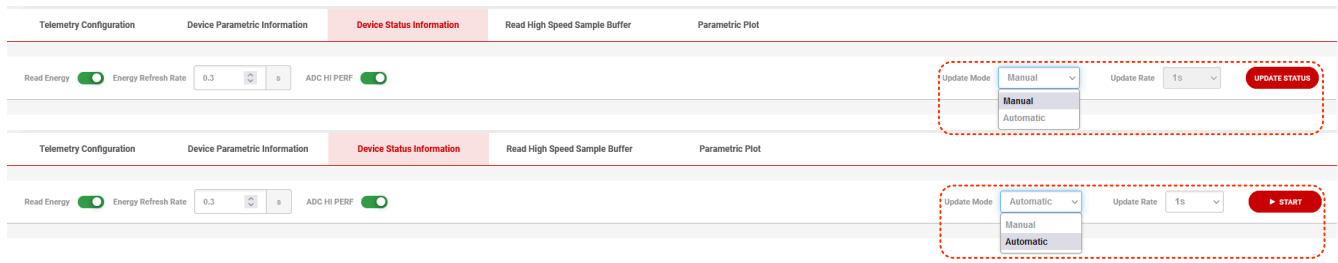 Telemetry Configuration Device Parametric Information Device Status Information Read High Speed Sample Buffer Parametric Plot
Read Energy Energy Refresh Rate 0.3 s ADC HI PERF Update Mode Manual Update Rate 1s UPDATE STATUS
Manual
Automatic
Telemetry Configuration Device Parametric Information Device Status Information Read High Speed Sample Buffer Parametric Plot
Read Energy Energy Refresh Rate 0.3 s ADC HI PERF Update Mode Automatic Update Rate 1s START
Manual
Automatic